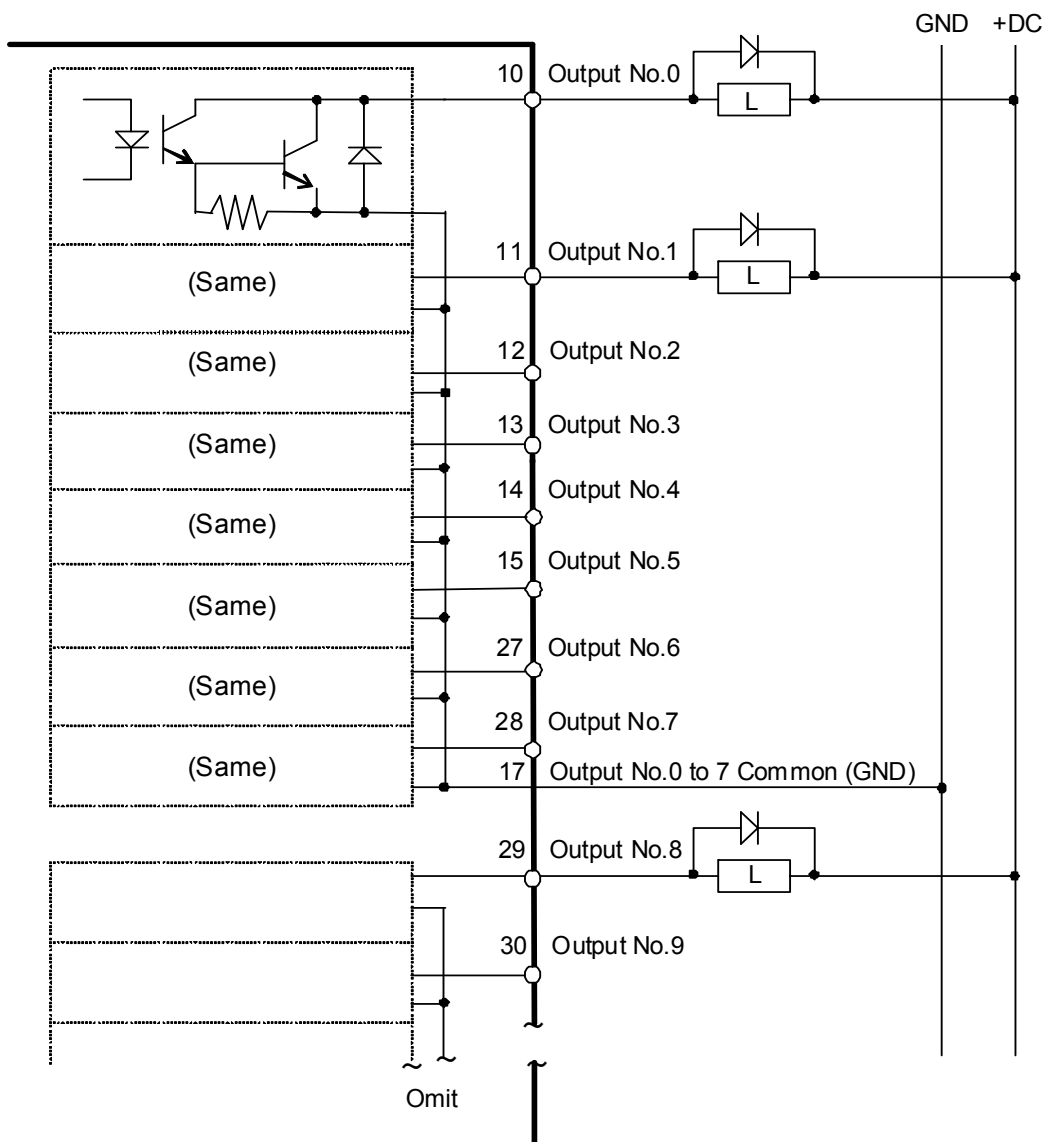 GND +DC
10 Output No.0
L
11 Output No.1
(Same)
L
12 Output No.2
(Same)
13 Output No.3
(Same)
14 Output No.4
(Same)
15 Output No.5
(Same)
27 Output No.6
(Same)
28 Output No.7
(Same)
17 Output No.0 to 7 Common (GND)
29 Output No.8
L
30 Output No.9
Omit